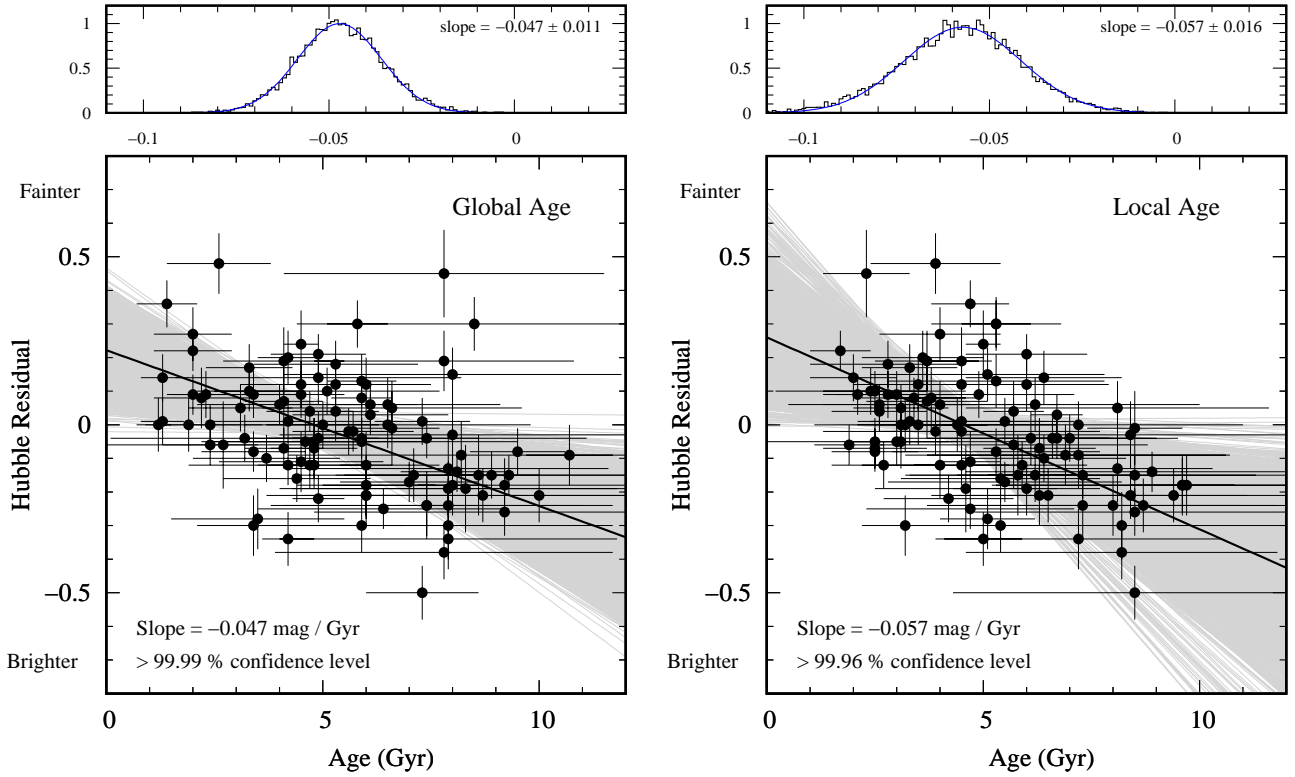 1
0.5
0
slope = −0.047 ± 0.011
−0.1
−0.05
0
1
0.5
0
slope = −0.057 ± 0.016
−0.1
−0.05
0
Fainter
Global Age
0.5
0
−0.5
Hubble Residual
Slope = −0.047 mag / Gyr
Brighter
> 99.99 % confidence level
0
5
10
Age (Gyr)
Fainter
Local Age
0.5
0
−0.5
Hubble Residual
Slope = −0.057 mag / Gyr
Brighter
> 99.96 % confidence level
0
5
10
Age (Gyr)